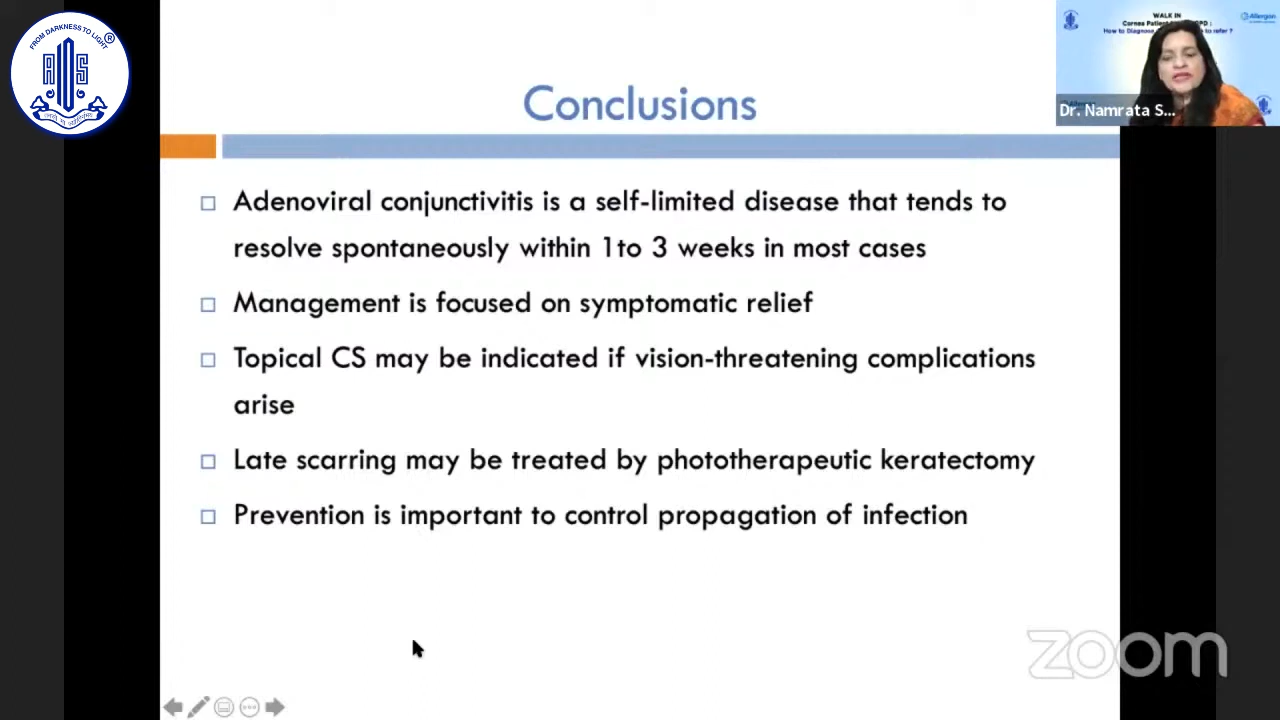 FROM DARKNESS TO LIGHT
®
AIOS
WALK IN
Cornea Patient
How to Diagnose
to refer ?
Allergan
Dr. Namrata S...
Conclusions
Adenoviral conjunctivitis is a self-limited disease that tends to
resolve spontaneously within 1to 3 weeks in most cases
Management is focused on symptomatic relief
Topical CS may be indicated if vision-threatening complications
arise
Late scarring may be treated by phototherapeutic keratectomy
Prevention is important to control propagation of infection
zoom